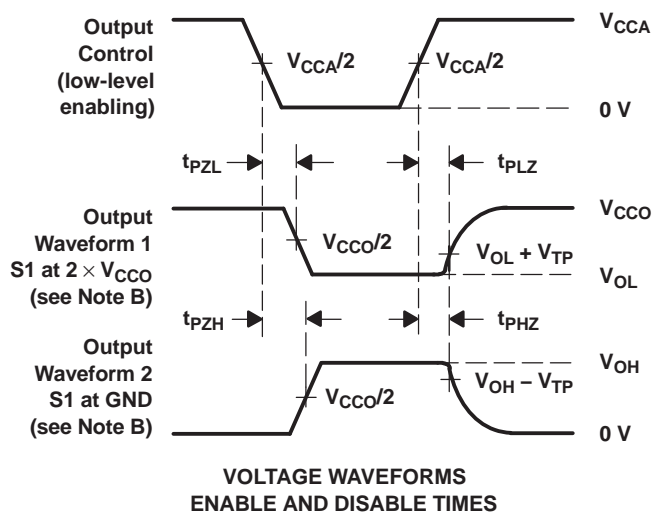 Output
Control
(low-level
enabling)
V_CCA/2
V_CCA/2
V_CCA
0 V
t_PZL
t_PLZ
Output
Waveform 1
S1 at 2 × V_CCO
(see Note B)
V_CCO/2
V_CCO
V_OL + V_TP
V_OL
t_PZH
t_PHZ
Output
Waveform 2
S1 at GND
(see Note B)
V_CCO/2
V_OH
V_OH − V_TP
0 V
VOLTAGE WAVEFORMS
ENABLE AND DISABLE TIMES